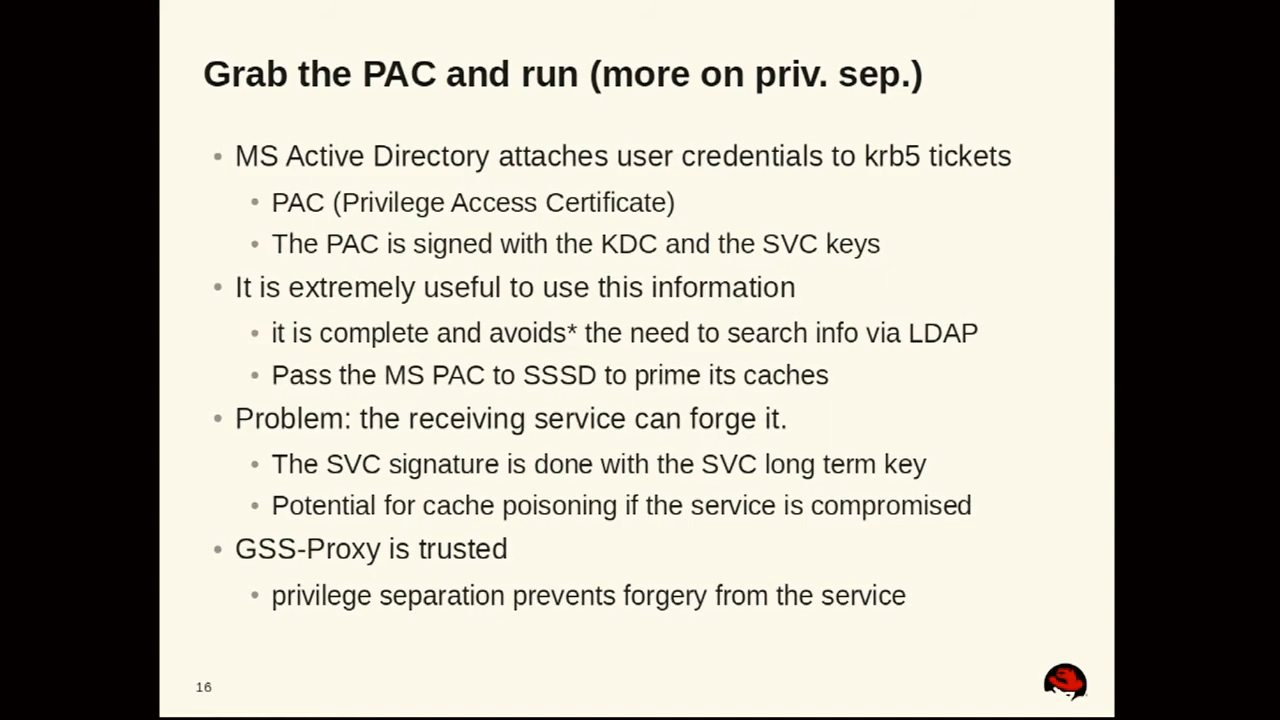 Grab the PAC and run (more on priv. sep.)
• MS Active Directory attaches user credentials to krb5 tickets
• PAC (Privilege Access Certificate)
• The PAC is signed with the KDC and the SVC keys
• It is extremely useful to use this information
• it is complete and avoids* the need to search info via LDAP
• Pass the MS PAC to SSSD to prime its caches
• Problem: the receiving service can forge it.
• The SVC signature is done with the SVC long term key
• Potential for cache poisoning if the service is compromised
• GSS-Proxy is trusted
• privilege separation prevents forgery from the service
16